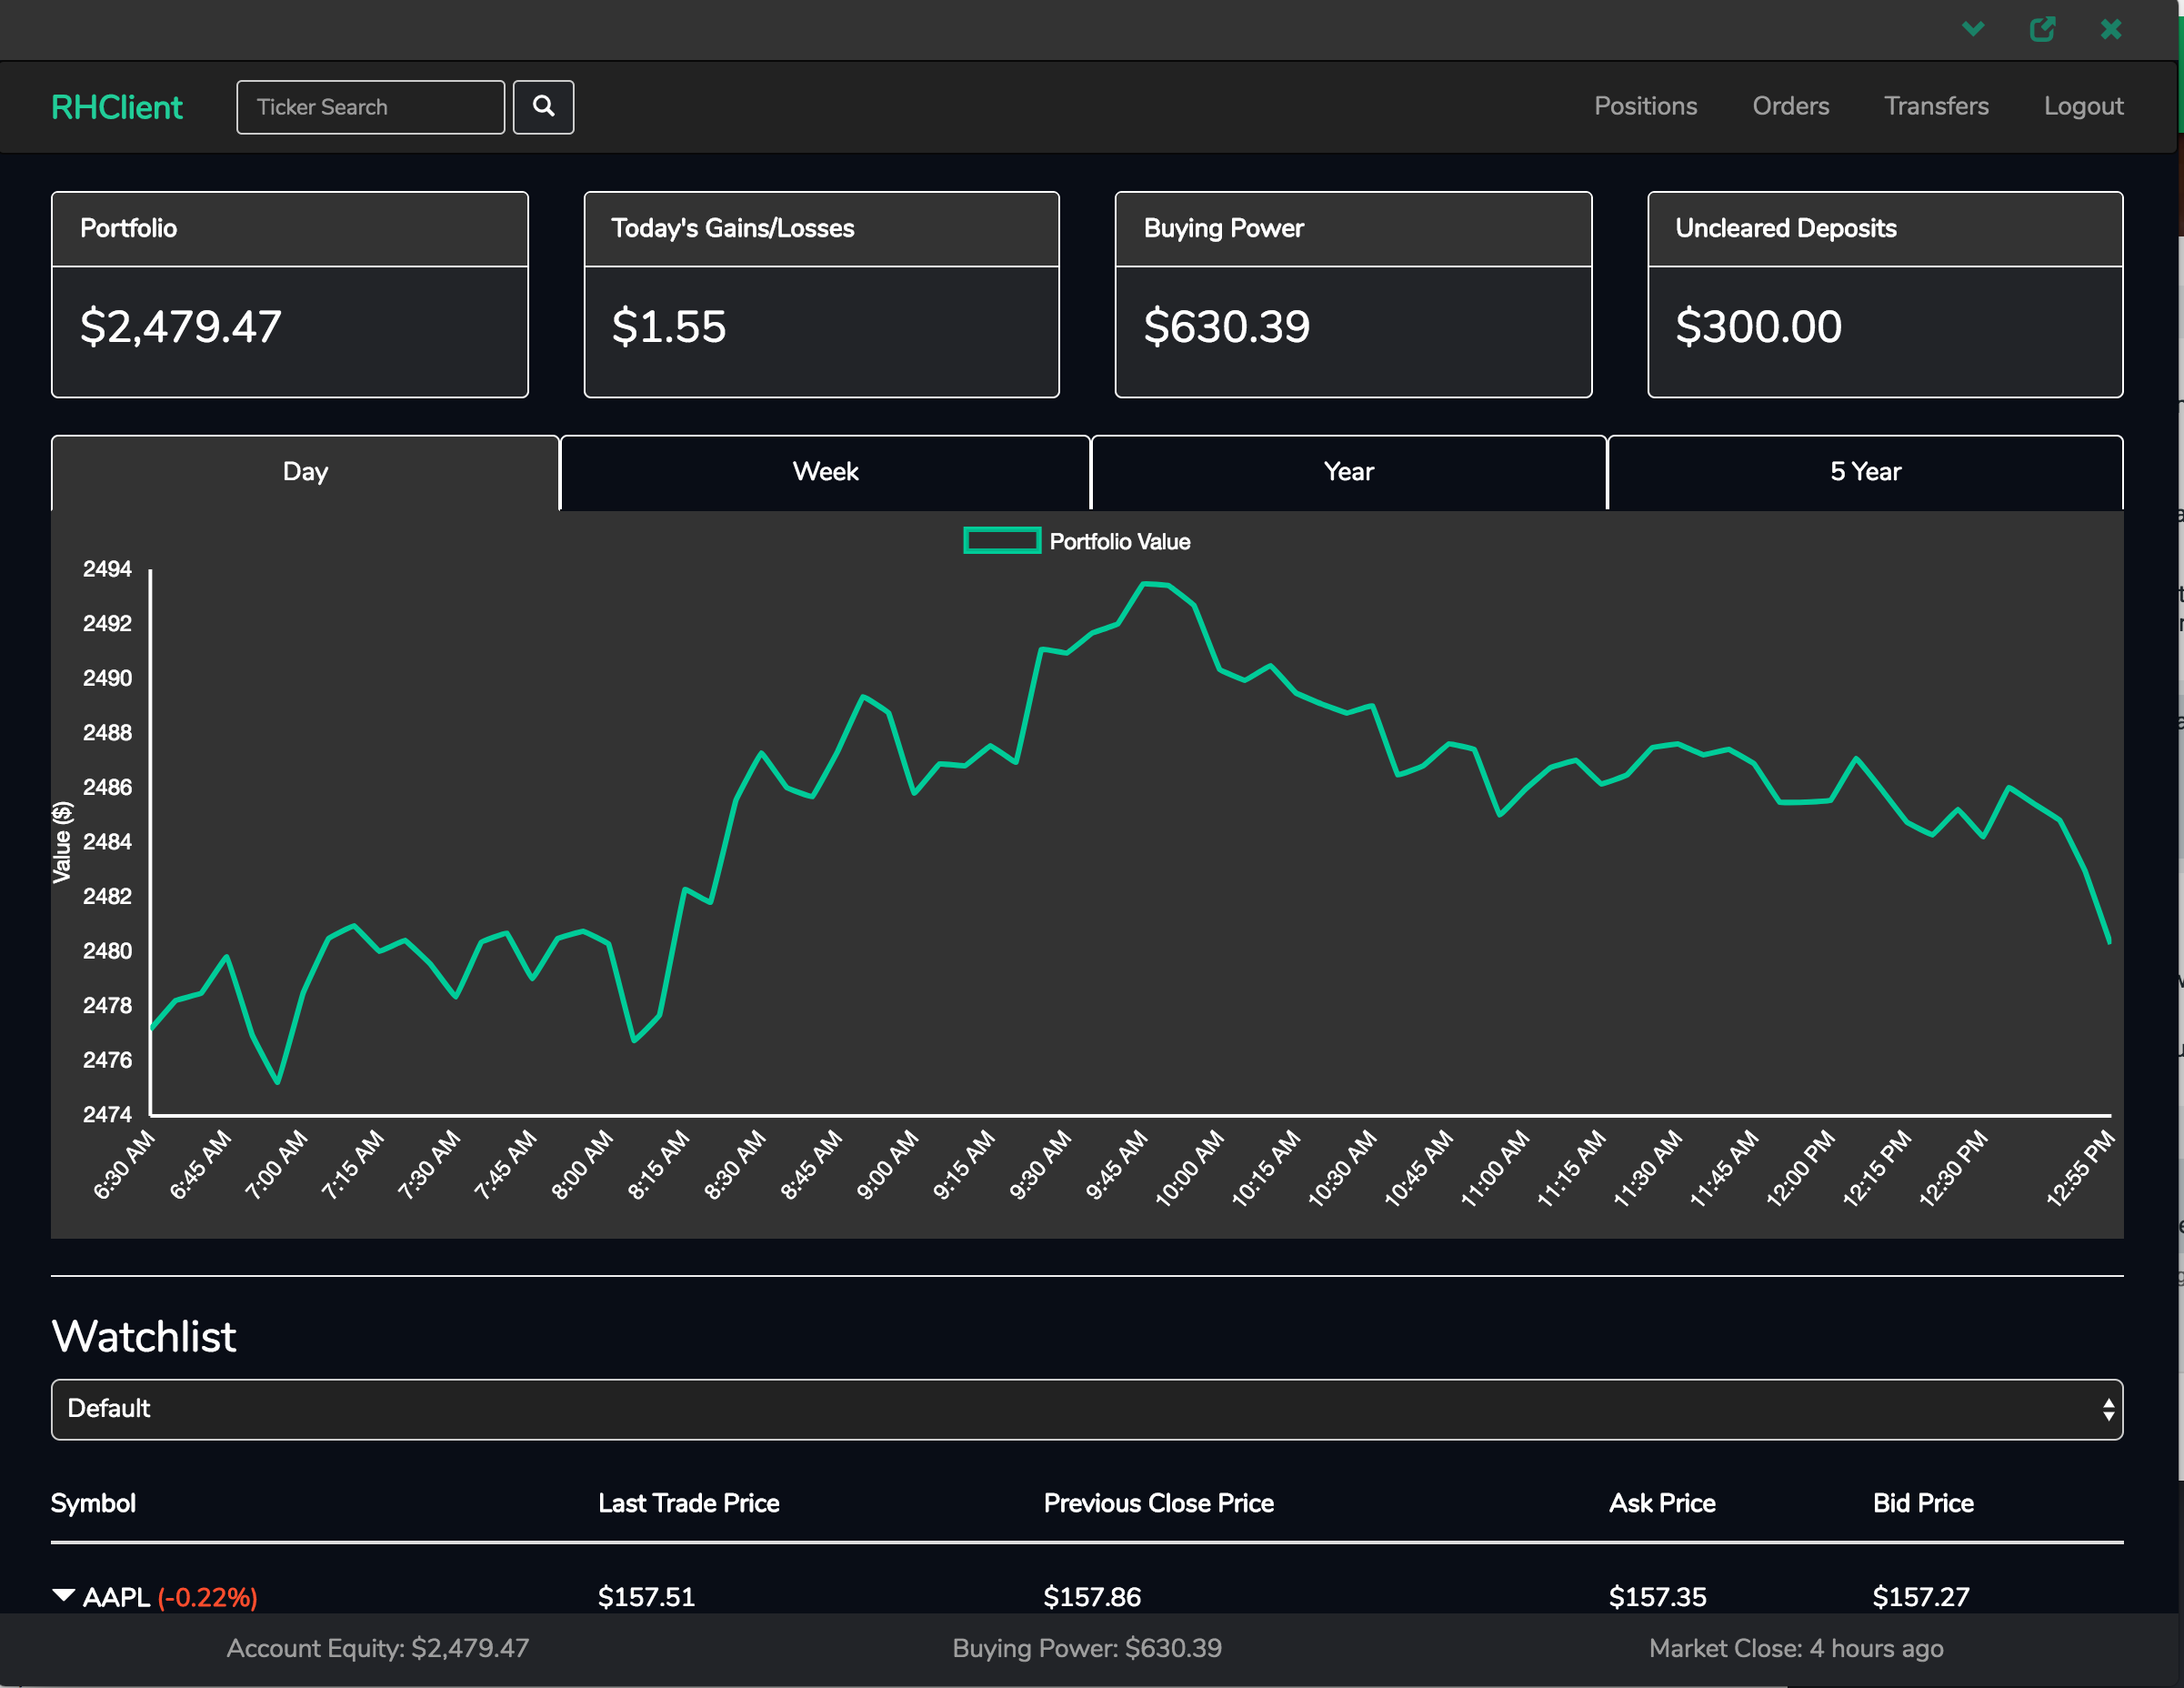 RHClient Ticker Search Positions Orders Transfers Logout
Portfolio Today's Gains/Losses Buying Power Uncleared Deposits
$2,479.47 $1.55 $630.39 $300.00
Day Week Year 5 Year
Portfolio Value
2494
2492
2490
2488
2486
2484
2482
2480
2478
2476
2474
Value ($)
6:30 AM 6:45 AM 7:00 AM 7:15 AM 7:30 AM 7:45 AM 8:00 AM 8:15 AM 8:30 AM 8:45 AM 9:00 AM 9:15 AM 9:30 AM 9:45 AM 10:00 AM 10:15 AM 10:30 AM 10:45 AM 11:00 AM 11:15 AM 11:30 AM 11:45 AM 12:00 PM 12:15 PM 12:30 PM 12:55 PM
Watchlist
Default
Symbol Last Trade Price Previous Close Price Ask Price Bid Price
AAPL (-0.22%) $157.51 $157.86 $157.35 $157.27
Account Equity: $2,479.47 Buying Power: $630.39 Market Close: 4 hours ago